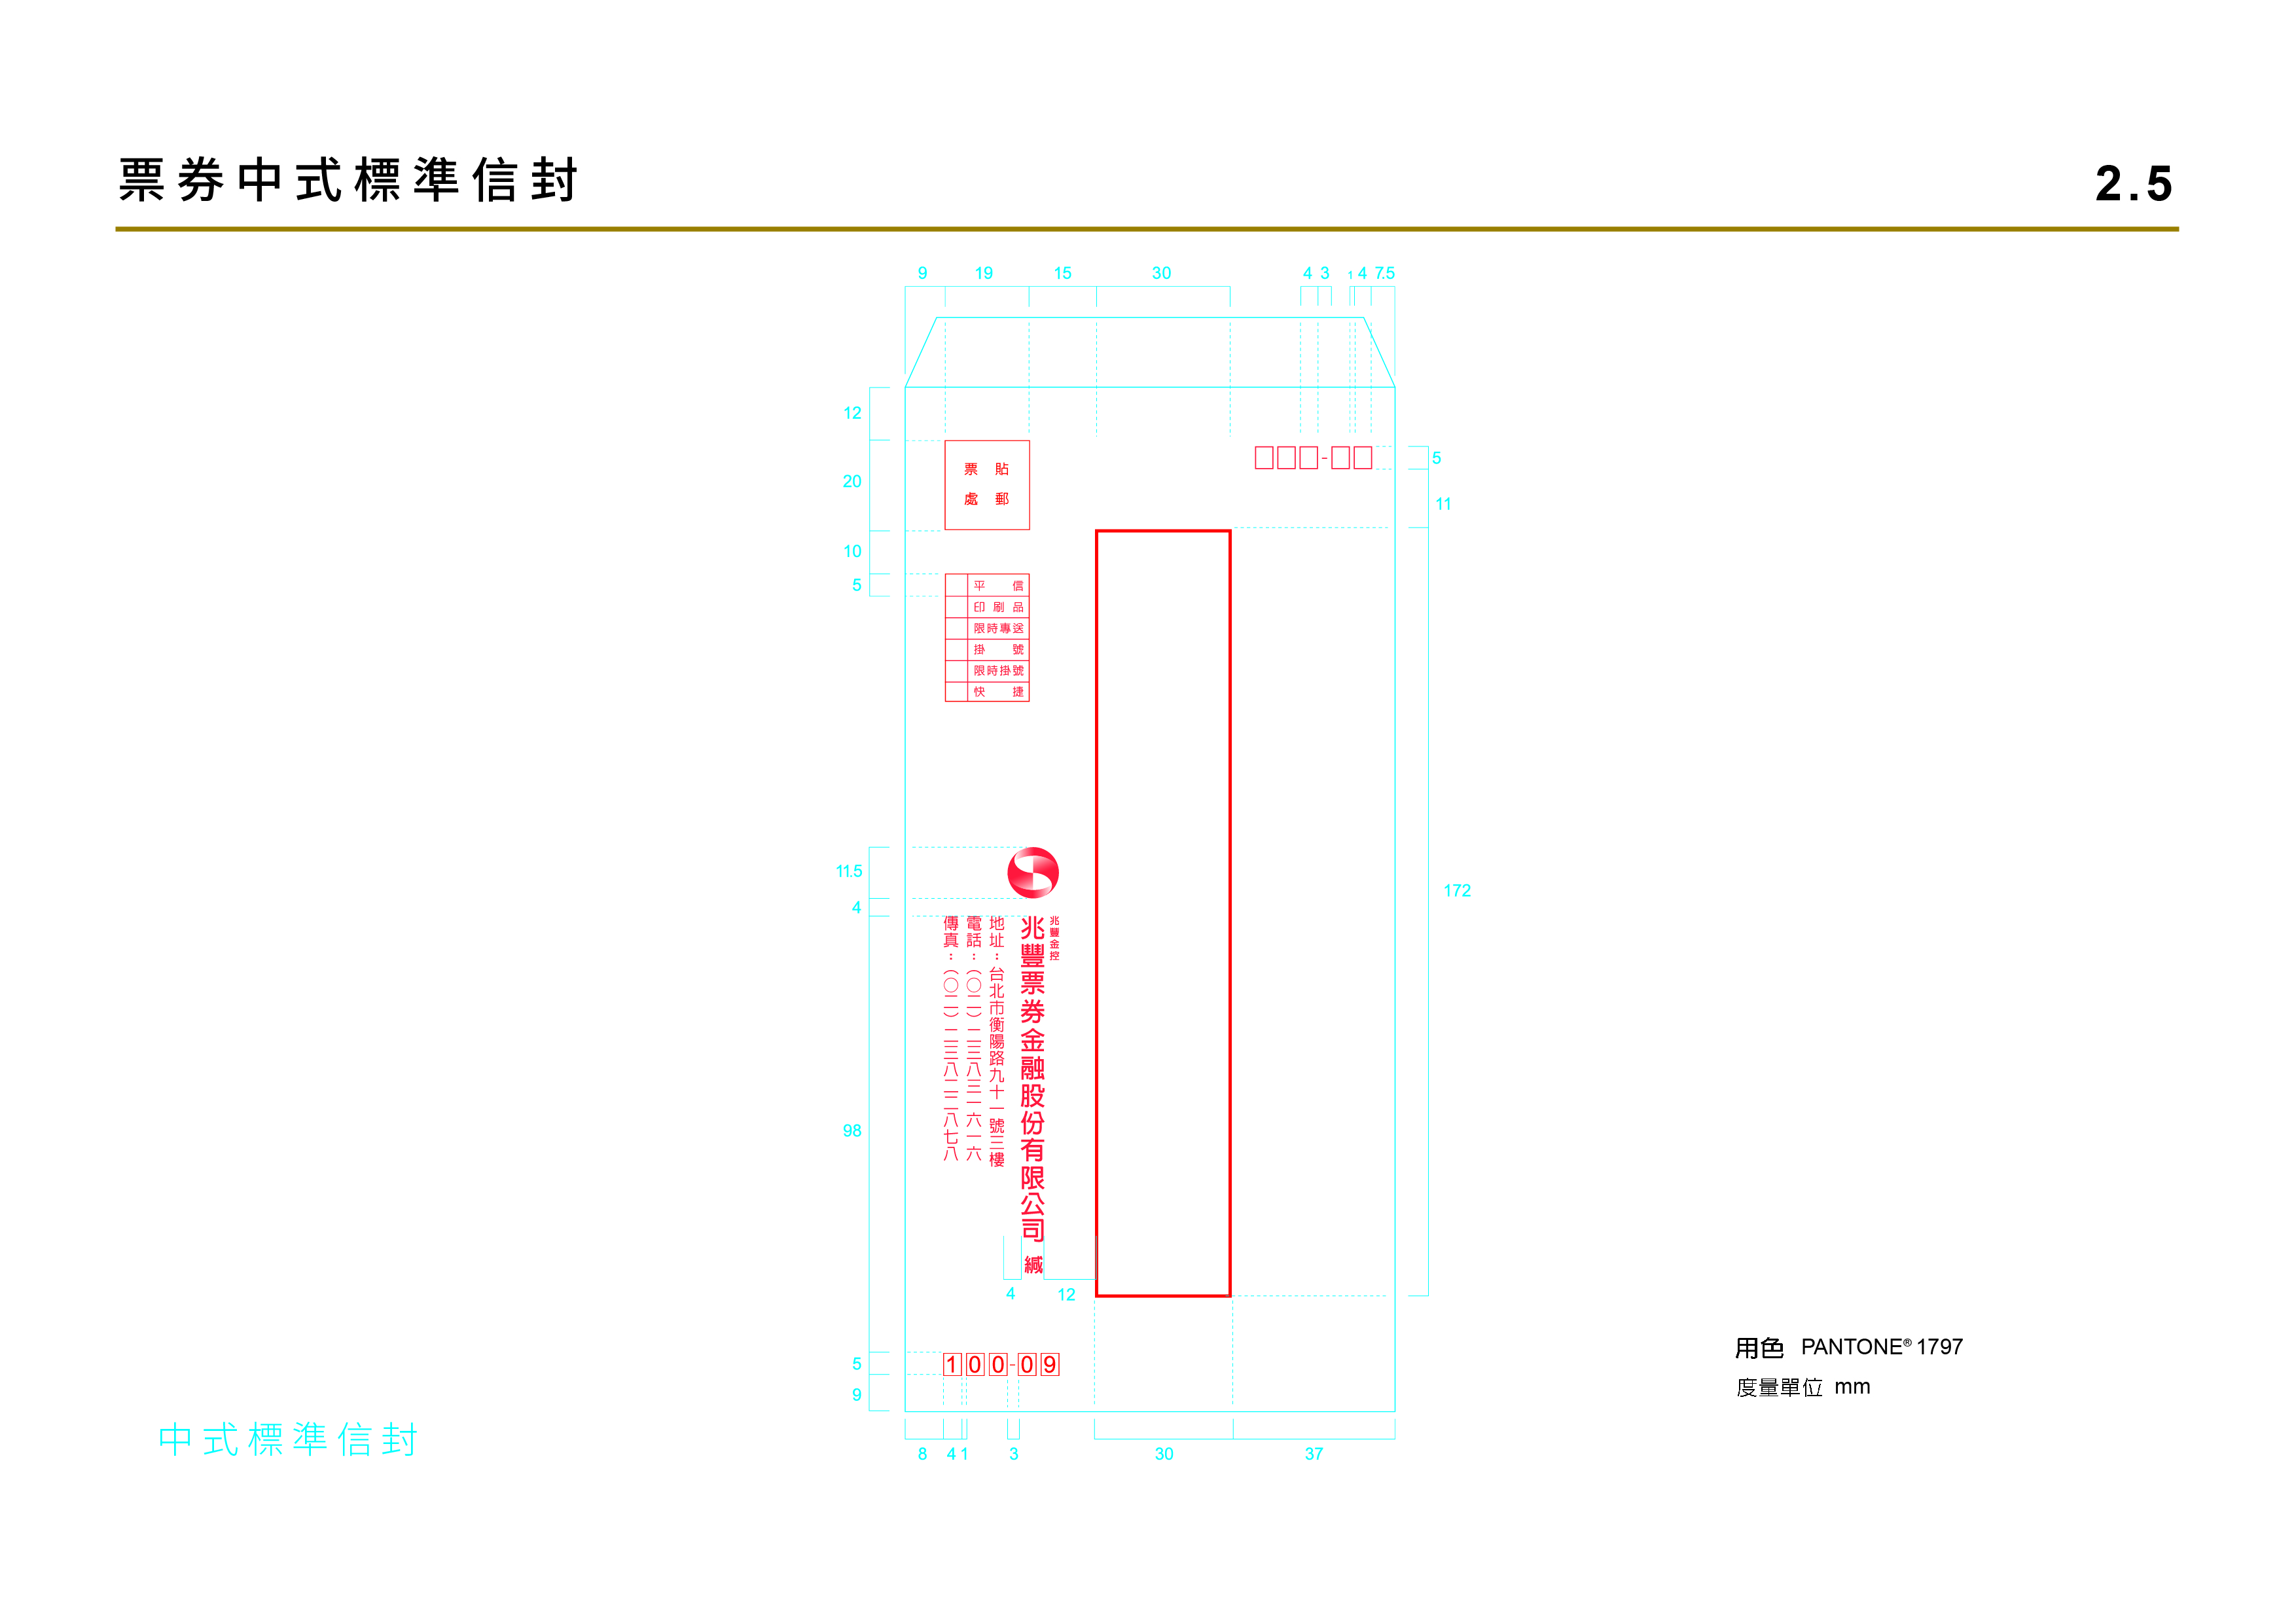 票券中式標準信封
2.5
9 19 15 30 4 3 1 4 7.5
12
20
10
5
11.5
4
98
5
9
5
11
172
貼郵
票處
平信
印刷品
限時專送
掛號
限時掛號
快捷
兆豐金控
兆豐票券金融股份有限公司 緘
地址：台北市衡陽路九十一號三樓
電話：（〇二）二三八三一六一六
傳真：（〇二）二三八二二八七八
4 12
100-09
8 4 1 3 30 37
用色 PANTONE® 1797
度量單位 mm
中式標準信封